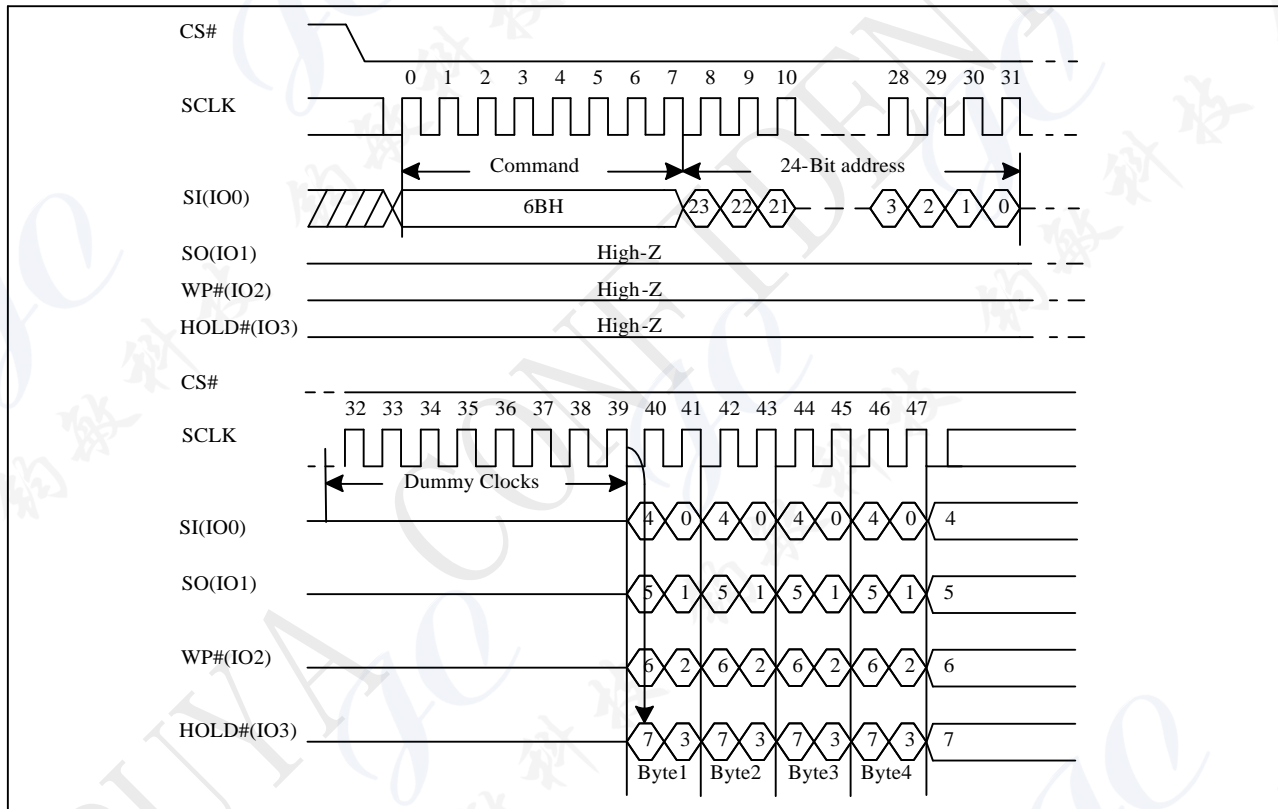 CS#
0 1 2 3 4 5 6 7 8 9 10 28 29 30 31
SCLK
Command 24-Bit address
SI(IO0) 6BH 23 22 21 3 2 1 0
SO(IO1) High-Z
WP#(IO2) High-Z
HOLD#(IO3) High-Z
CS#
32 33 34 35 36 37 38 39 40 41 42 43 44 45 46 47
SCLK
Dummy Clocks
SI(IO0) 4 0 4 0 4 0 4 0 4
SO(IO1) 5 1 5 1 5 1 5 1 5
WP#(IO2) 6 2 6 2 6 2 6 2 6
HOLD#(IO3) 7 3 7 3 7 3 7 3 7
Byte1 Byte2 Byte3 Byte4